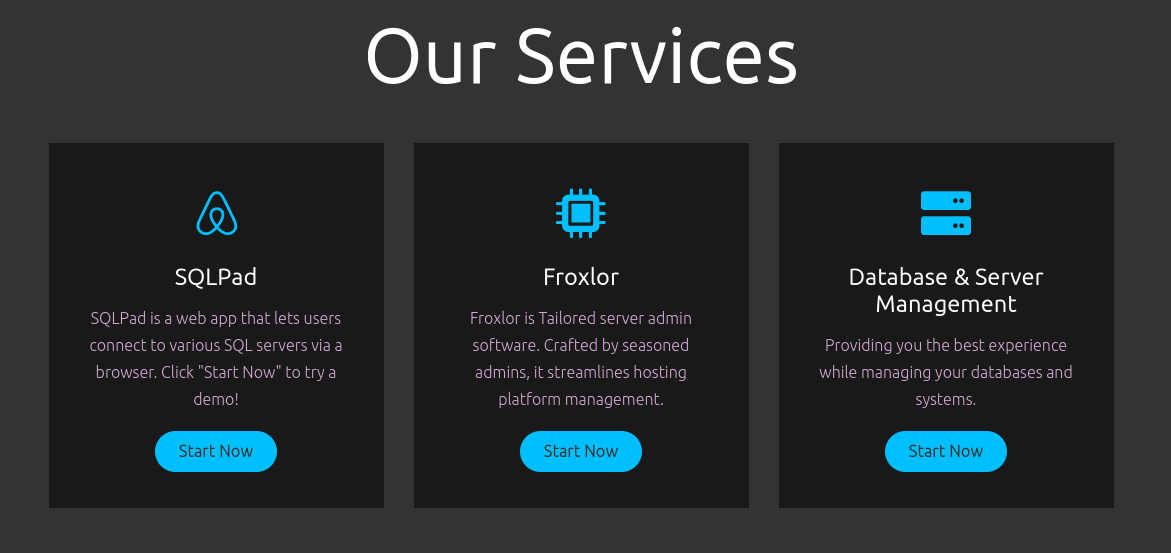 Our Services
SQLPad
SQLPad is a web app that lets users
connect to various SQL servers via a
browser. Click "Start Now" to try a
demo!
Start Now
Froxlor
Froxlor is Tailored server admin
software. Crafted by seasoned
admins, it streamlines hosting
platform management.
Start Now
Database & Server
Management
Providing you the best experience
while managing your databases and
systems.
Start Now